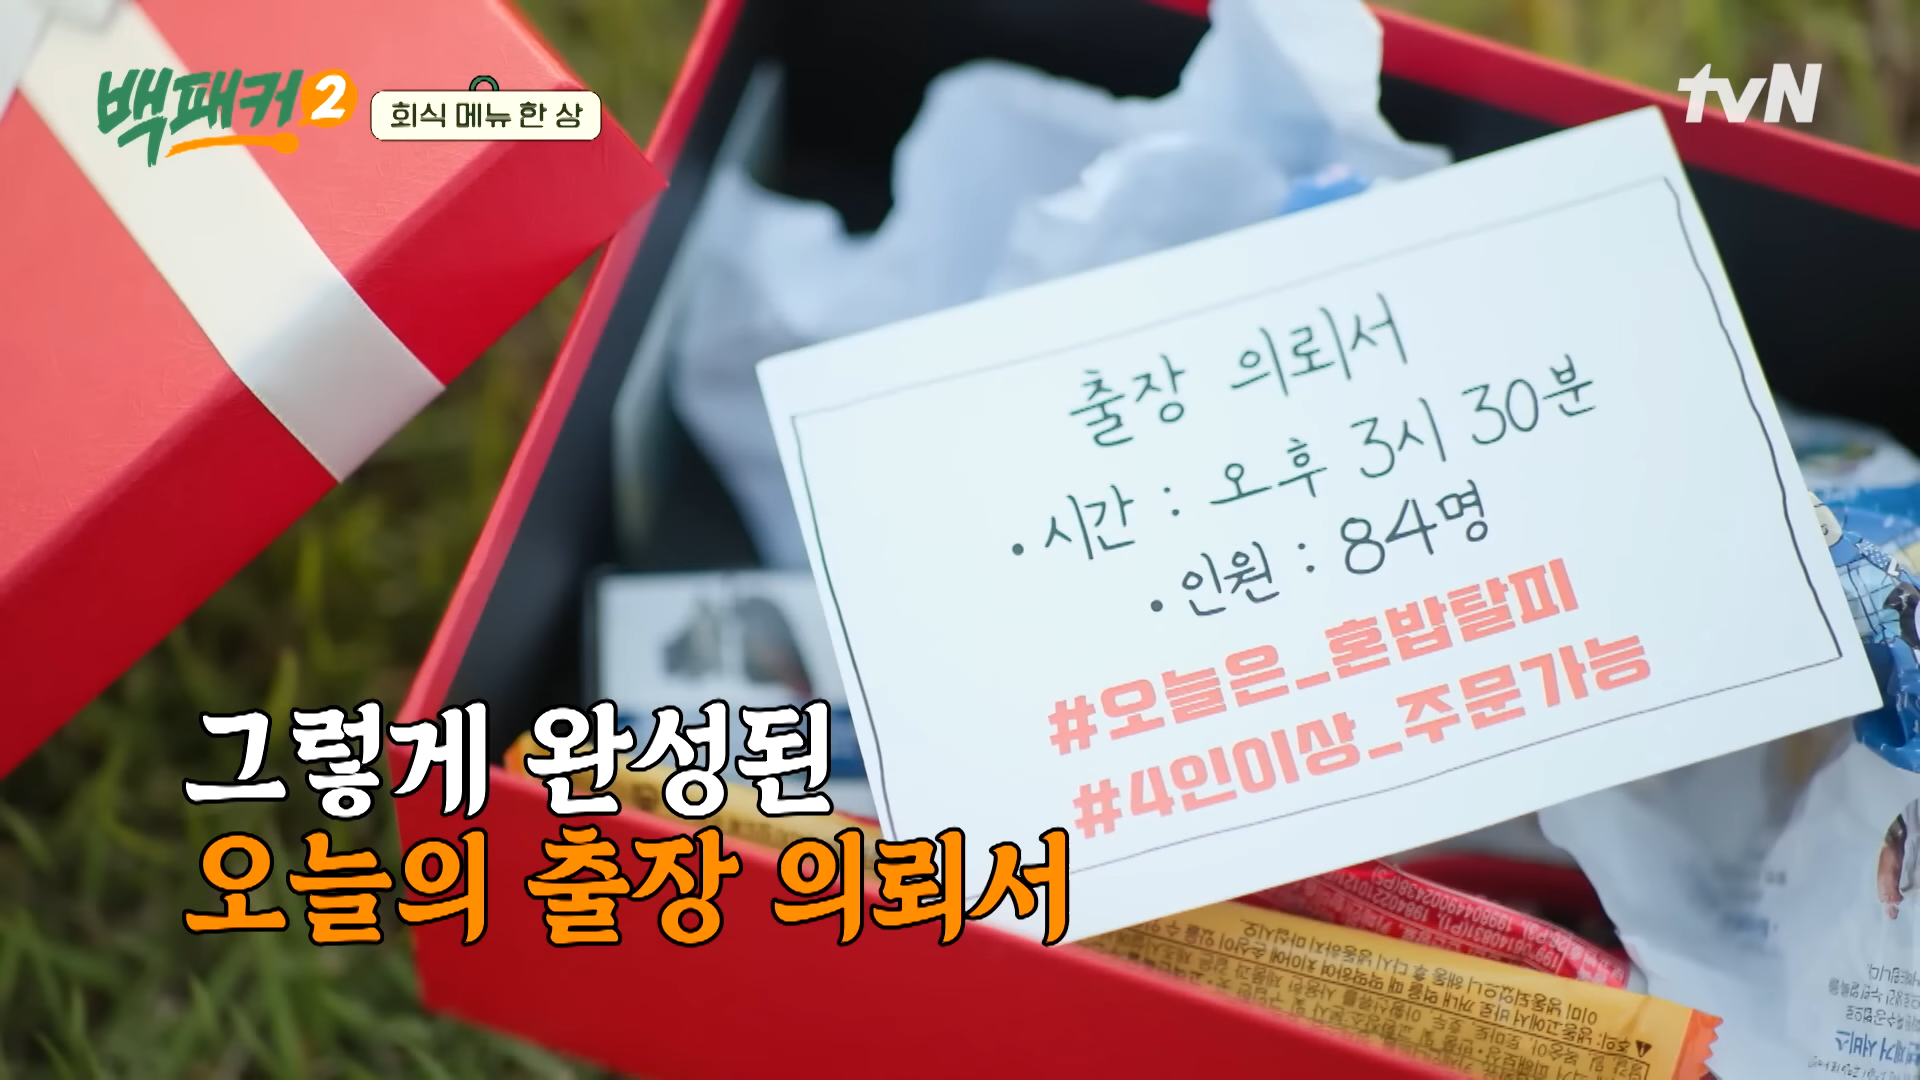 백패커2
회식 메뉴 한 상
tvN
출장 의뢰서
• 시간 : 오후 3시 30분
• 인원 : 84명
#오늘은_혼밥탈피
#4인이상_주문가능
그렇게 완성된
오늘의 출장 의뢰서